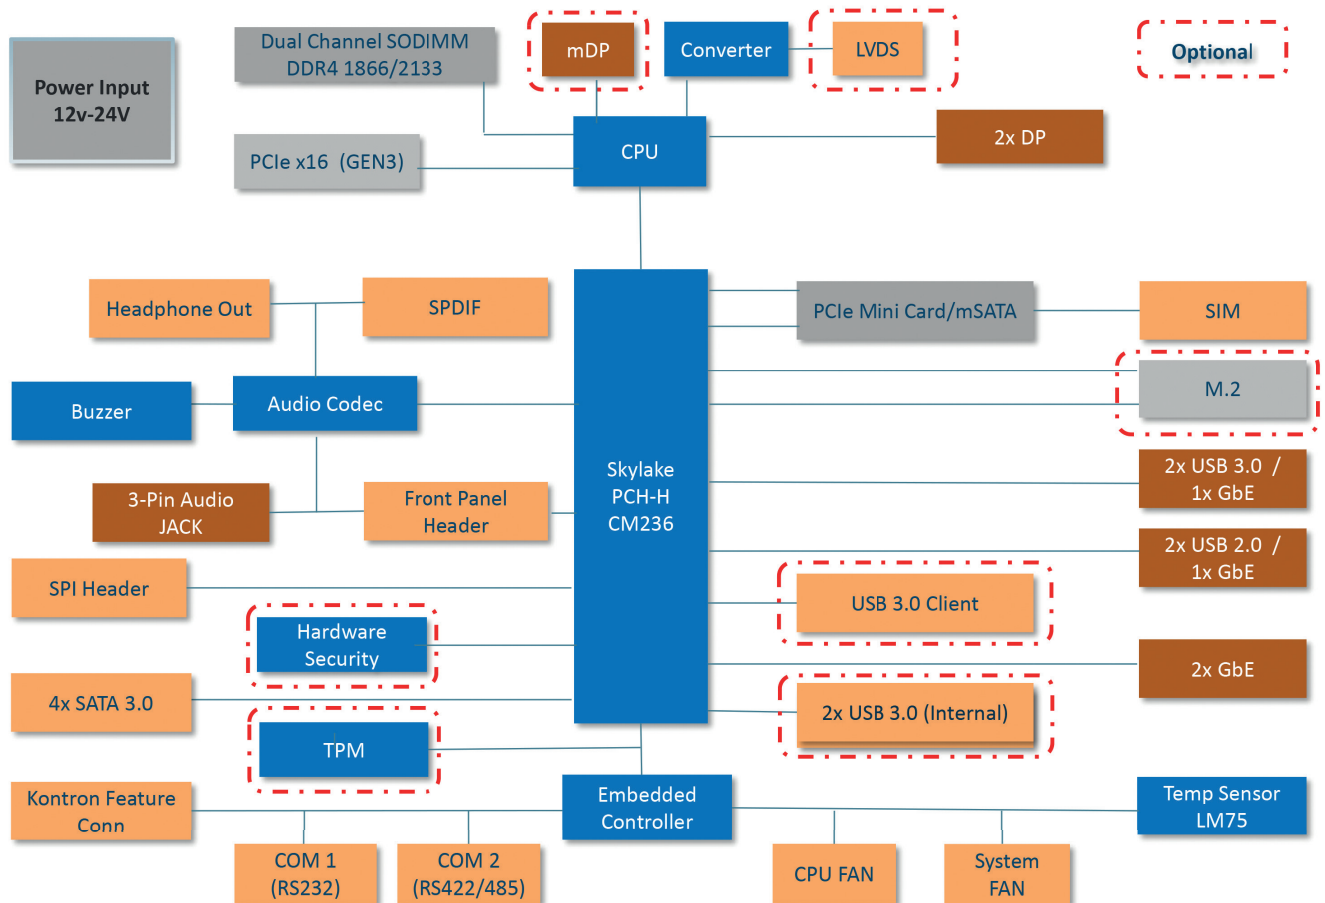 Power Input
12v-24V
Dual Channel SODIMM
DDR4 1866/2133
mDP
Converter
LVDS
Optional
PCIe x16 (GEN3)
CPU
2x DP
Headphone Out
SPDIF
PCIe Mini Card/mSATA
SIM
Buzzer
Audio Codec
M.2
Skylake
PCH-H
CM236
3-Pin Audio
JACK
Front Panel
Header
2x USB 3.0 /
1x GbE
2x USB 2.0 /
1x GbE
SPI Header
USB 3.0 Client
Hardware
Security
2x GbE
4x SATA 3.0
2x USB 3.0 (Internal)
TPM
Kontron Feature
Conn
Embedded
Controller
Temp Sensor
LM75
COM 1
(RS232)
COM 2
(RS422/485)
CPU FAN
System
FAN